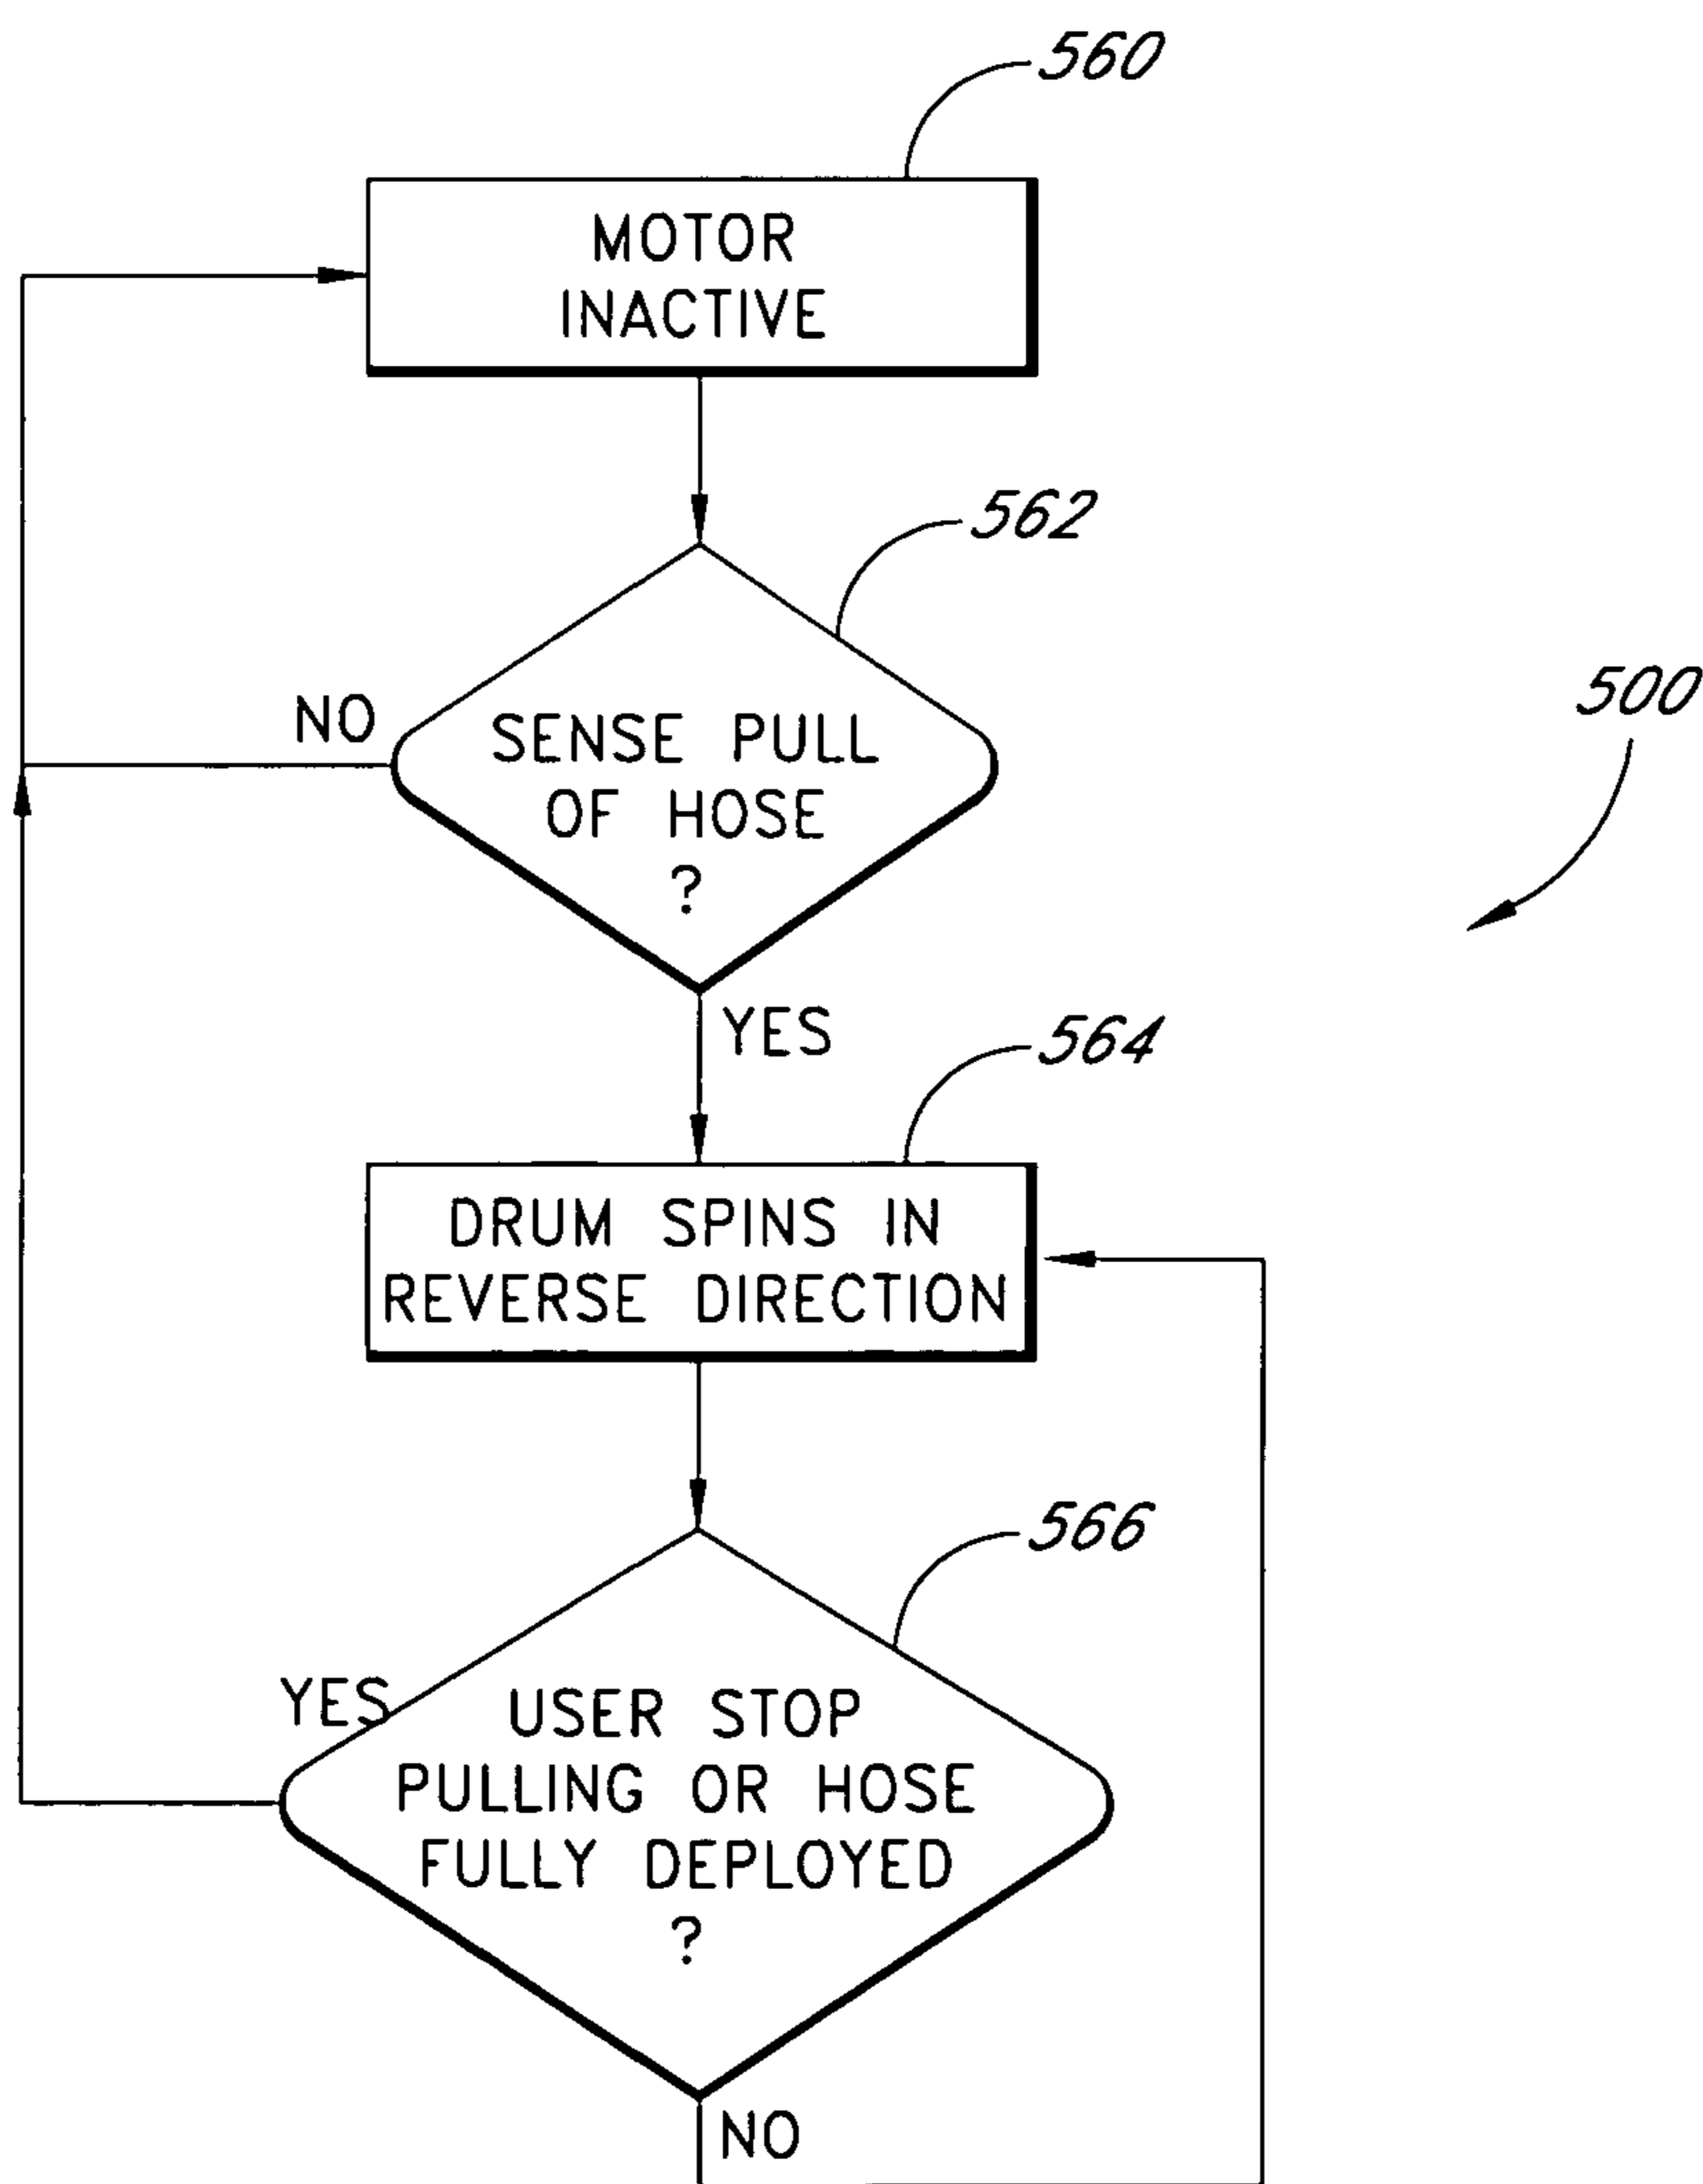 560
MOTOR
INACTIVE
562
NO
SENSE PULL
OF HOSE
?
500
YES
564
DRUM SPINS IN
REVERSE DIRECTION
566
YES
USER STOP
PULLING OR HOSE
FULLY DEPLOYED
?
NO